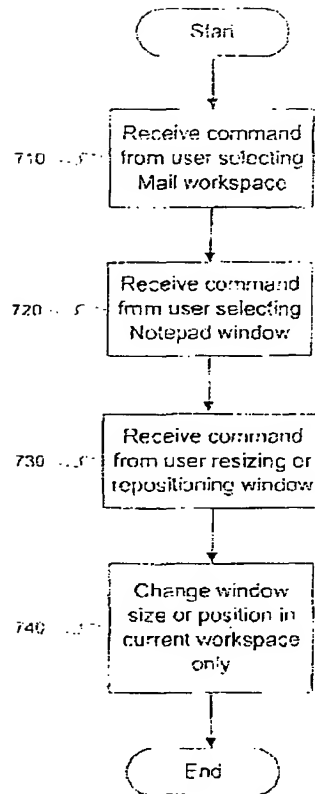 Start
710
Receive command
from user selecting
Mail workspace
720
Receive command
from user selecting
Notepad window
730
Receive command
from user resizing or
repositioning window
740
Change window
size or position in
current workspace
only
End